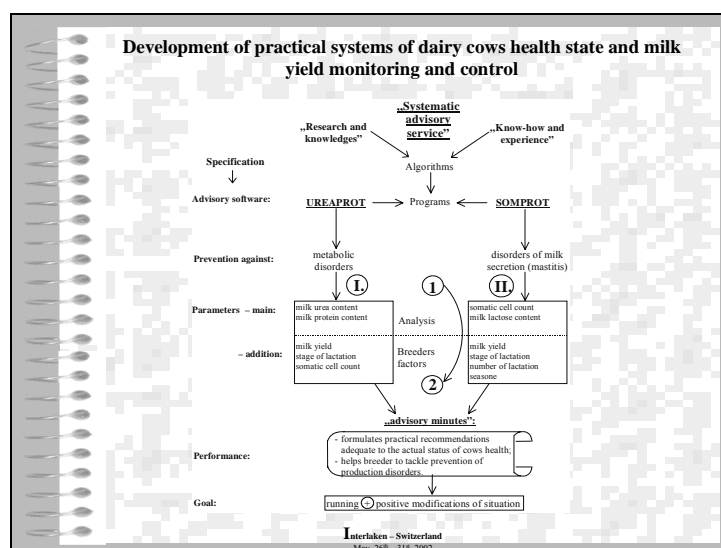 Development of practical systems of dairy cows health state and milk
yield monitoring and control
„Systematic
advisory
service”
„Research and
knowledges”
„Know-how and
experience”
Specification
Algorithms
Advisory software:
UREAPROT
Programs
SOMPROT
Prevention against:
metabolic
disorders
disorders of milk
secretion (mastitis)
I.
1
II.
Parameters – main:
milk urea content
milk protein content
Analysis
somatic cell count
milk lactose content
– addition:
milk yield
stage of lactation
somatic cell count
Breeders
factors
milk yield
stage of lactation
number of lactation
seasone
2
„advisory minutes”:
Performance:
- formulates practical recommendations
adequate to the actual status of cows health;
- helps breeder to tackle prevention of
production disorders.
Goal:
running + positive modifications of situation
Interlaken – Switzerland
May, 26th – 31st, 2002